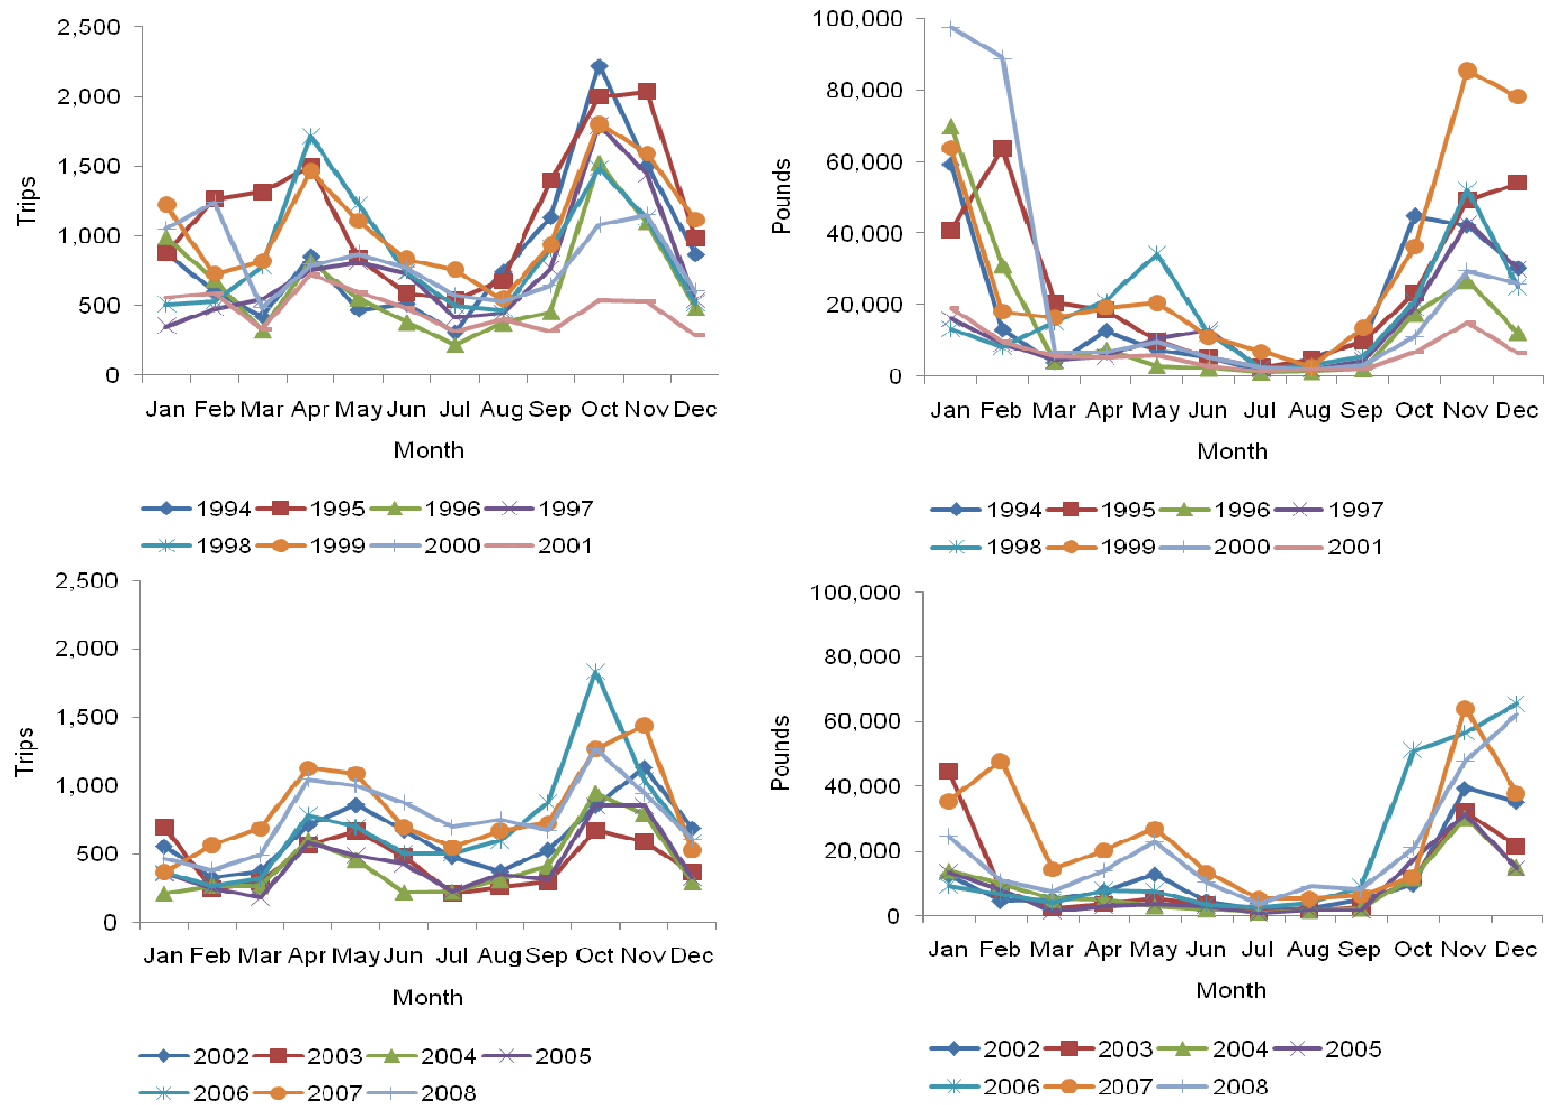 2,500
2,000
1,500
1,000
500
0
Trips
Jan Feb Mar Apr May Jun Jul Aug Sep Oct Nov Dec
Month
1994 1995 1996 1997
1998 1999 2000 2001
100,000
80,000
60,000
40,000
20,000
0
Pounds
Jan Feb Mar Apr May Jun Jul Aug Sep Oct Nov Dec
Month
1994 1995 1996 1997
1998 1999 2000 2001
2,500
2,000
1,500
1,000
500
0
Trips
Jan Feb Mar Apr May Jun Jul Aug Sep Oct Nov Dec
Month
2002 2003 2004 2005
2006 2007 2008
100,000
80,000
60,000
40,000
20,000
0
Pounds
Jan Feb Mar Apr May Jun Jul Aug Sep Oct Nov Dec
Month
2002 2003 2004 2005
2006 2007 2008